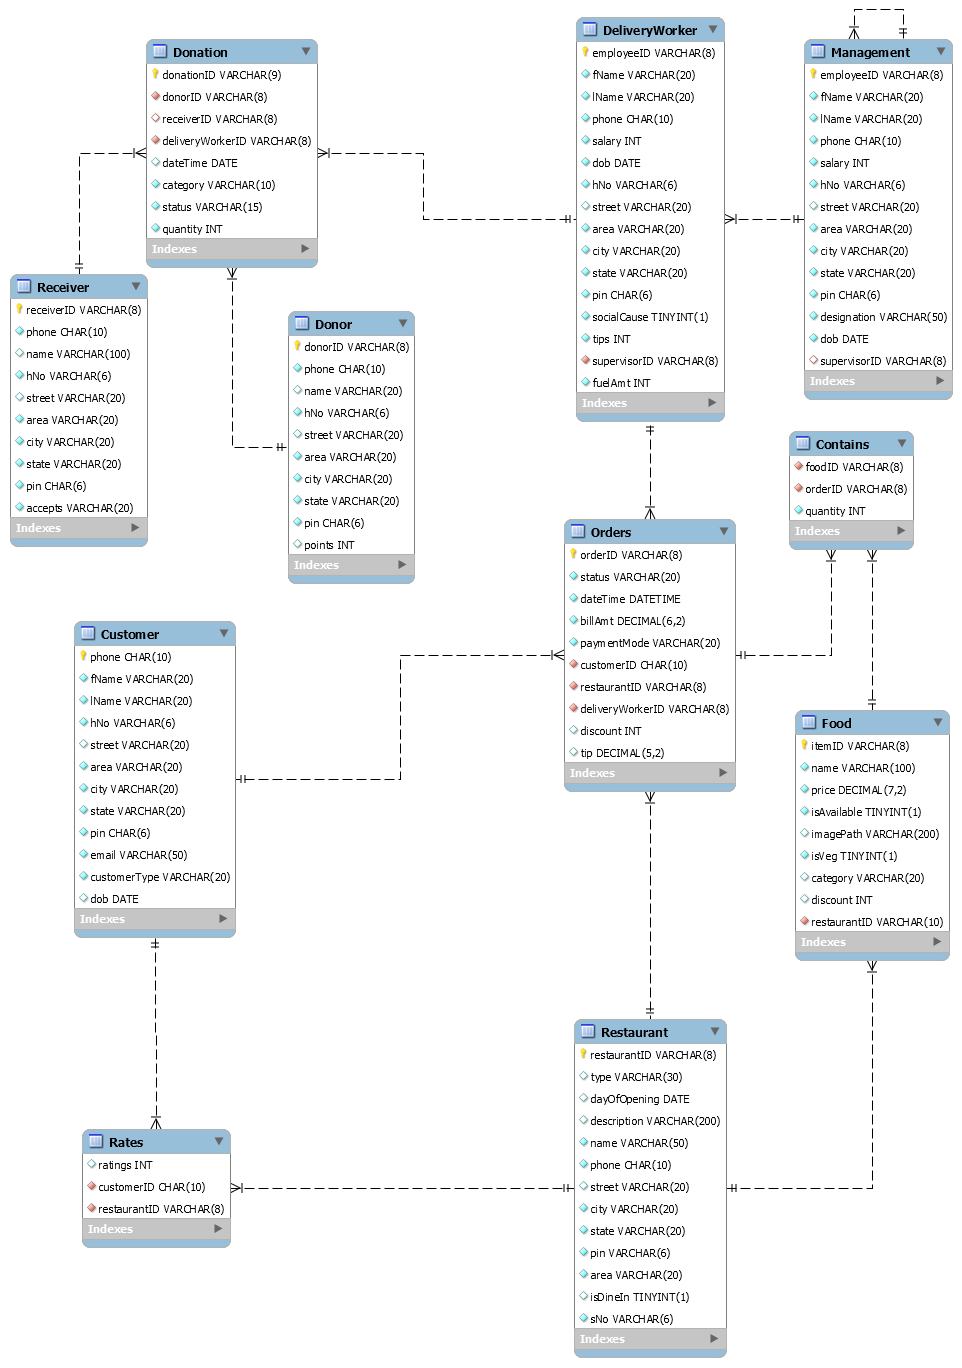 Donation
donationID VARCHAR(9)
donorID VARCHAR(8)
receiverID VARCHAR(8)
deliveryWorkerID VARCHAR(8)
dateTime DATE
category VARCHAR(10)
status VARCHAR(15)
quantity INT
Indexes
DeliveryWorker
employeeID VARCHAR(8)
fName VARCHAR(20)
lName VARCHAR(20)
phone CHAR(10)
salary INT
dob DATE
hNo VARCHAR(6)
street VARCHAR(20)
area VARCHAR(20)
city VARCHAR(20)
state VARCHAR(20)
pin CHAR(6)
socialCause TINYINT(1)
tips INT
supervisorID VARCHAR(8)
fuelAmt INT
Indexes
Management
employeeID VARCHAR(8)
fName VARCHAR(20)
lName VARCHAR(20)
phone CHAR(10)
salary INT
hNo VARCHAR(6)
street VARCHAR(20)
area VARCHAR(20)
city VARCHAR(20)
state VARCHAR(20)
pin CHAR(6)
designation VARCHAR(50)
dob DATE
supervisorID VARCHAR(8)
Indexes
Receiver
receiverID VARCHAR(8)
phone CHAR(10)
name VARCHAR(100)
hNo VARCHAR(6)
street VARCHAR(20)
area VARCHAR(20)
city VARCHAR(20)
state VARCHAR(20)
pin CHAR(6)
accepts VARCHAR(20)
Indexes
Donor
donorID VARCHAR(8)
phone CHAR(10)
name VARCHAR(20)
hNo VARCHAR(6)
street VARCHAR(20)
area VARCHAR(20)
city VARCHAR(20)
state VARCHAR(20)
pin CHAR(6)
points INT
Indexes
Contains
foodID VARCHAR(8)
orderID VARCHAR(8)
quantity INT
Indexes
Orders
orderID VARCHAR(8)
status VARCHAR(20)
dateTime DATETIME
billAmt DECIMAL(6,2)
paymentMode VARCHAR(20)
customerID CHAR(10)
restaurantID VARCHAR(8)
deliveryWorkerID VARCHAR(8)
discount INT
tip DECIMAL(5,2)
Indexes
Customer
phone CHAR(10)
fName VARCHAR(20)
lName VARCHAR(20)
hNo VARCHAR(6)
street VARCHAR(20)
area VARCHAR(20)
city VARCHAR(20)
state VARCHAR(20)
pin CHAR(6)
email VARCHAR(50)
customerType VARCHAR(20)
dob DATE
Indexes
Food
itemID VARCHAR(8)
name VARCHAR(100)
price DECIMAL(7,2)
isAvailable TINYINT(1)
imagePath VARCHAR(200)
isVeg TINYINT(1)
category VARCHAR(20)
discount INT
restaurantID VARCHAR(10)
Indexes
Restaurant
restaurantID VARCHAR(8)
type VARCHAR(30)
dayOfOpening DATE
description VARCHAR(200)
name VARCHAR(50)
phone CHAR(10)
street VARCHAR(20)
city VARCHAR(20)
state VARCHAR(20)
pin VARCHAR(6)
area VARCHAR(20)
isDineIn TINYINT(1)
sNo VARCHAR(6)
Indexes
Rates
ratings INT
customerID CHAR(10)
restaurantID VARCHAR(8)
Indexes